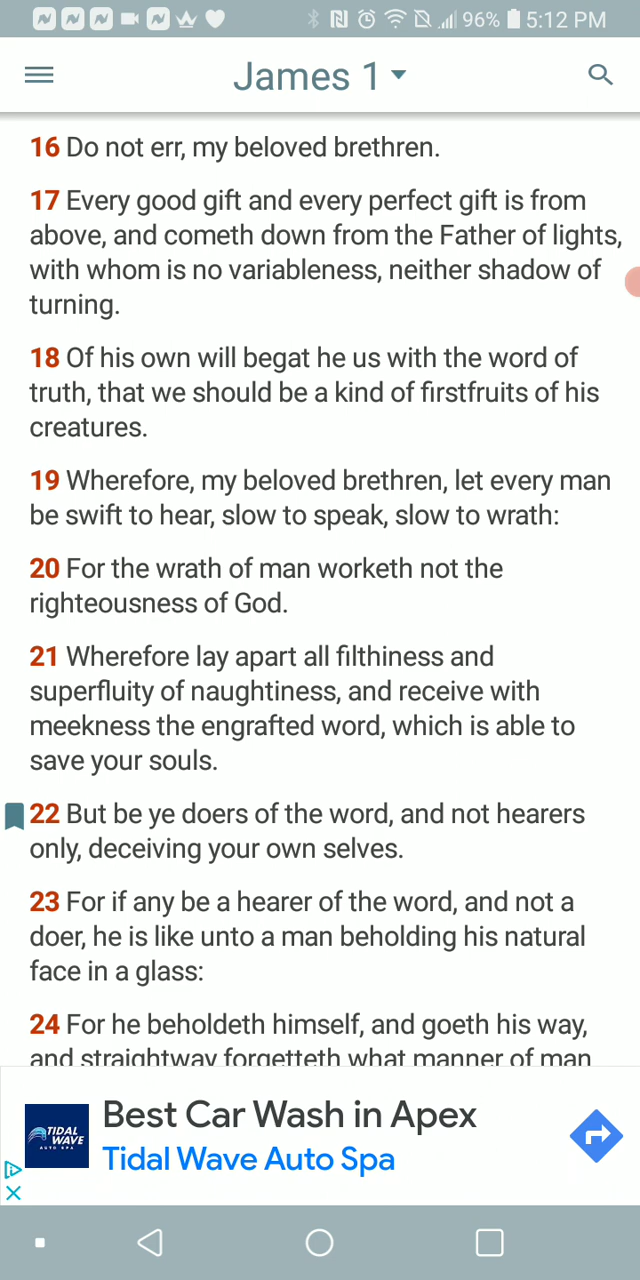 96% 5:12 PM
James 1
16 Do not err, my beloved brethren.
17 Every good gift and every perfect gift is from
above, and cometh down from the Father of lights,
with whom is no variableness, neither shadow of
turning.
18 Of his own will begat he us with the word of
truth, that we should be a kind of firstfruits of his
creatures.
19 Wherefore, my beloved brethren, let every man
be swift to hear, slow to speak, slow to wrath:
20 For the wrath of man worketh not the
righteousness of God.
21 Wherefore lay apart all filthiness and
superfluity of naughtiness, and receive with
meekness the engrafted word, which is able to
save your souls.
22 But be ye doers of the word, and not hearers
only, deceiving your own selves.
23 For if any be a hearer of the word, and not a
doer, he is like unto a man beholding his natural
face in a glass:
24 For he beholdeth himself, and goeth his way,
and straightway forgetteth what manner of man
TIDAL
WAVE
AUTO SPA
Best Car Wash in Apex
Tidal Wave Auto Spa